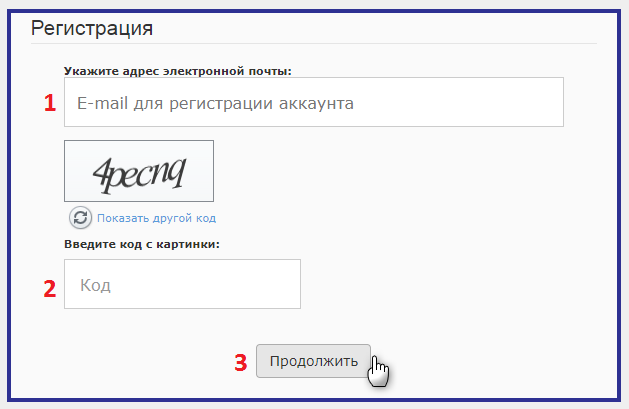 Регистрация
Укажите адрес электронной почты:
1
E-mail для регистрации аккаунта
4pecnq
Показать другой код
Введите код с картинки:
2
Код
3
Продолжить